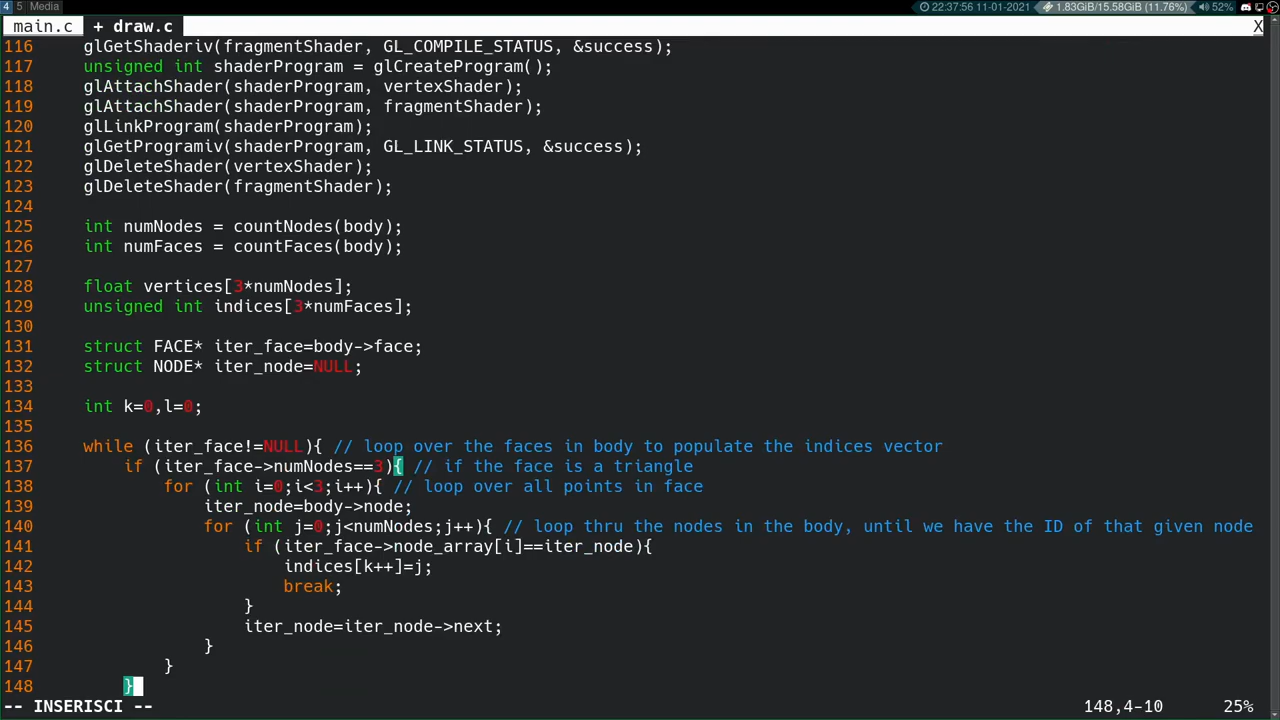 4 5 Media 22:37:56 11-01-2021 1.83GiB/15.58GiB (11.76%) 52%
main.c + draw.c X
116 glGetShaderiv(fragmentShader, GL_COMPILE_STATUS, &success);
117 unsigned int shaderProgram = glCreateProgram();
118 glAttachShader(shaderProgram, vertexShader);
119 glAttachShader(shaderProgram, fragmentShader);
120 glLinkProgram(shaderProgram);
121 glGetProgramiv(shaderProgram, GL_LINK_STATUS, &success);
122 glDeleteShader(vertexShader);
123 glDeleteShader(fragmentShader);
124
125 int numNodes = countNodes(body);
126 int numFaces = countFaces(body);
127
128 float vertices[3*numNodes];
129 unsigned int indices[3*numFaces];
130
131 struct FACE* iter_face=body->face;
132 struct NODE* iter_node=NULL;
133
134 int k=0,l=0;
135
136 while (iter_face!=NULL){ // loop over the faces in body to populate the indices vector
137 if (iter_face->numNodes==3){ // if the face is a triangle
138 for (int i=0;i<3;i++){ // loop over all points in face
139 iter_node=body->node;
140 for (int j=0;j<numNodes;j++){ // loop thru the nodes in the body, until we have the ID of that given node
141 if (iter_face->node_array[i]==iter_node){
142 indices[k++]=j;
143 break;
144 }
145 iter_node=iter_node->next;
146 }
147 }
148 }
-- INSERISCI -- 148,4-10 25%